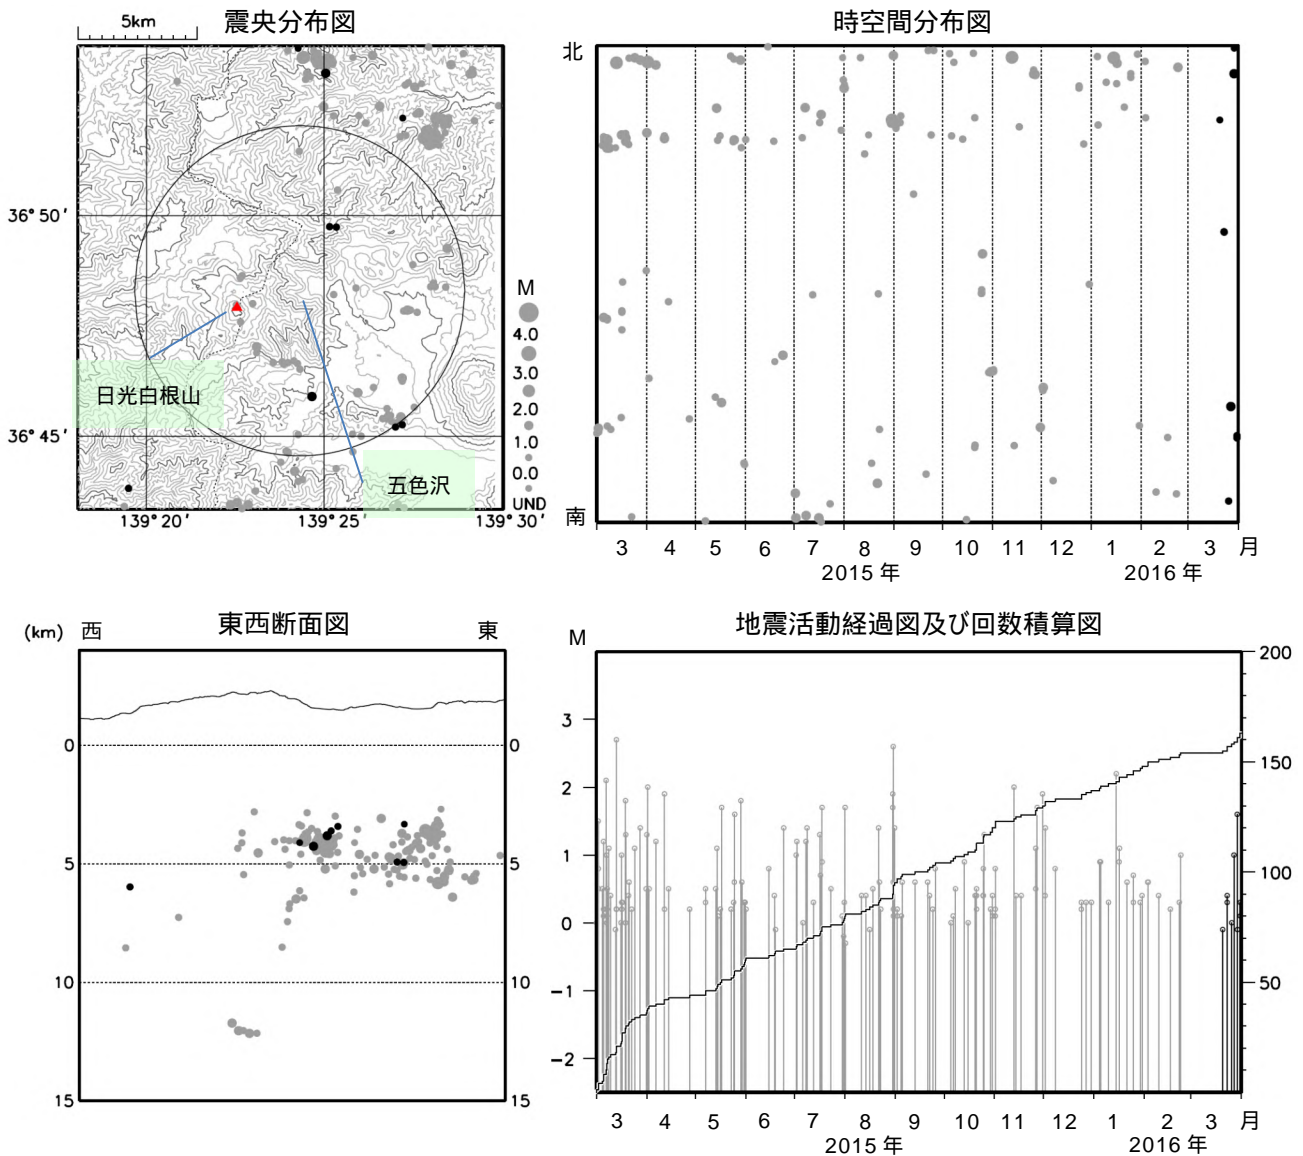 5km
震央分布図
36° 50'
36° 45'
139° 20'
139° 25'
139° 30'
日光白根山
五色沢
M
4.0
3.0
2.0
1.0
0.0
UND
時空間分布図
北
南
3 4 5 6 7 8 9 10 11 12 1 2 3 月
2015 年 2016 年
東西断面図
(km) 西 東
0 0
5 5
10 10
15 15
地震活動経過図及び回数積算図
M
3
2
1
0
-1
-2
200
150
100
50
3 4 5 6 7 8 9 10 11 12 1 2 3 月
2015 年 2016 年